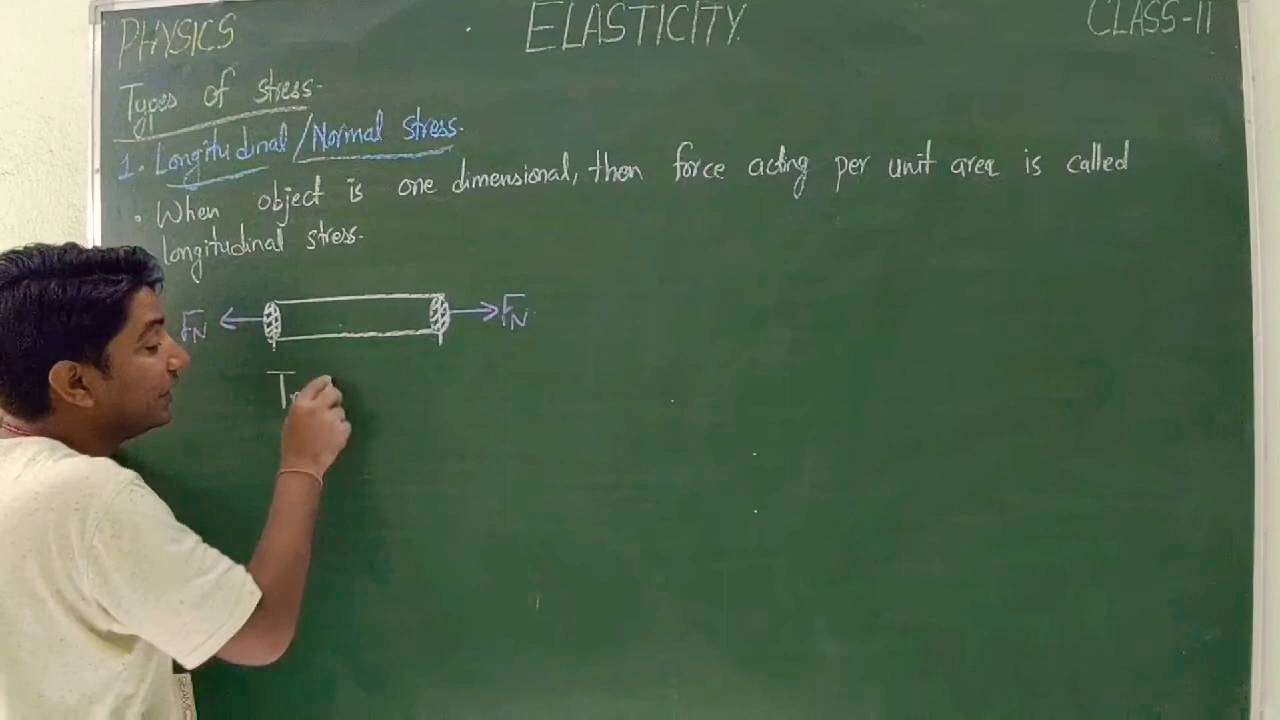 PHYSICS ELASTICITY CLASS-11
Types of stress.
1. Longitudinal/Normal stress.
• When object is one dimensional, then force acting per unit area is called
longitudinal stress.
FN FN